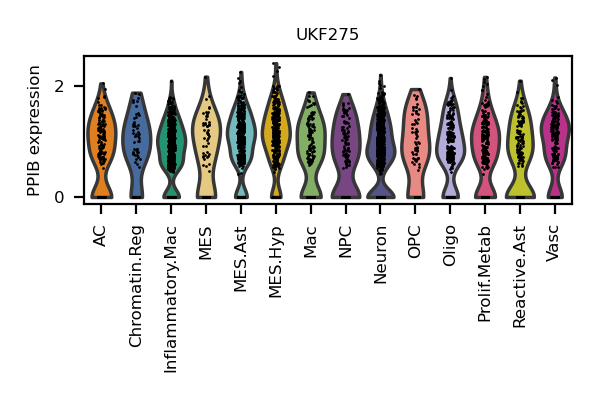 UKF275
PPIB expression
2
0
AC
Chromatin.Reg
Inflammatory.Mac
MES
MES.Ast
MES.Hyp
Mac
NPC
Neuron
OPC
Oligo
Prolif.Metab
Reactive.Ast
Vasc